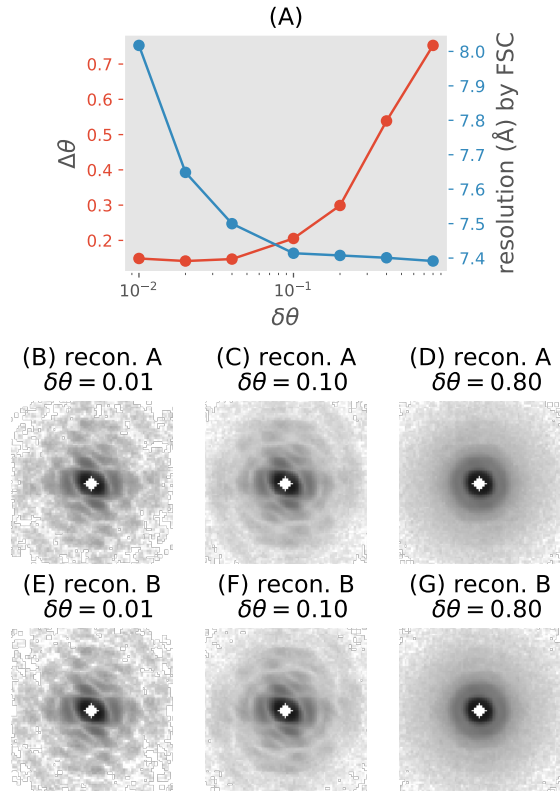 (A)
0.7
0.6
0.5
0.4
0.3
0.2
Δθ
8.0
7.9
7.8
7.7
7.6
7.5
7.4
resolution (Å) by FSC
10⁻²
10⁻¹
δθ
(B) recon. A
δθ = 0.01
(C) recon. A
δθ = 0.10
(D) recon. A
δθ = 0.80
(E) recon. B
δθ = 0.01
(F) recon. B
δθ = 0.10
(G) recon. B
δθ = 0.80